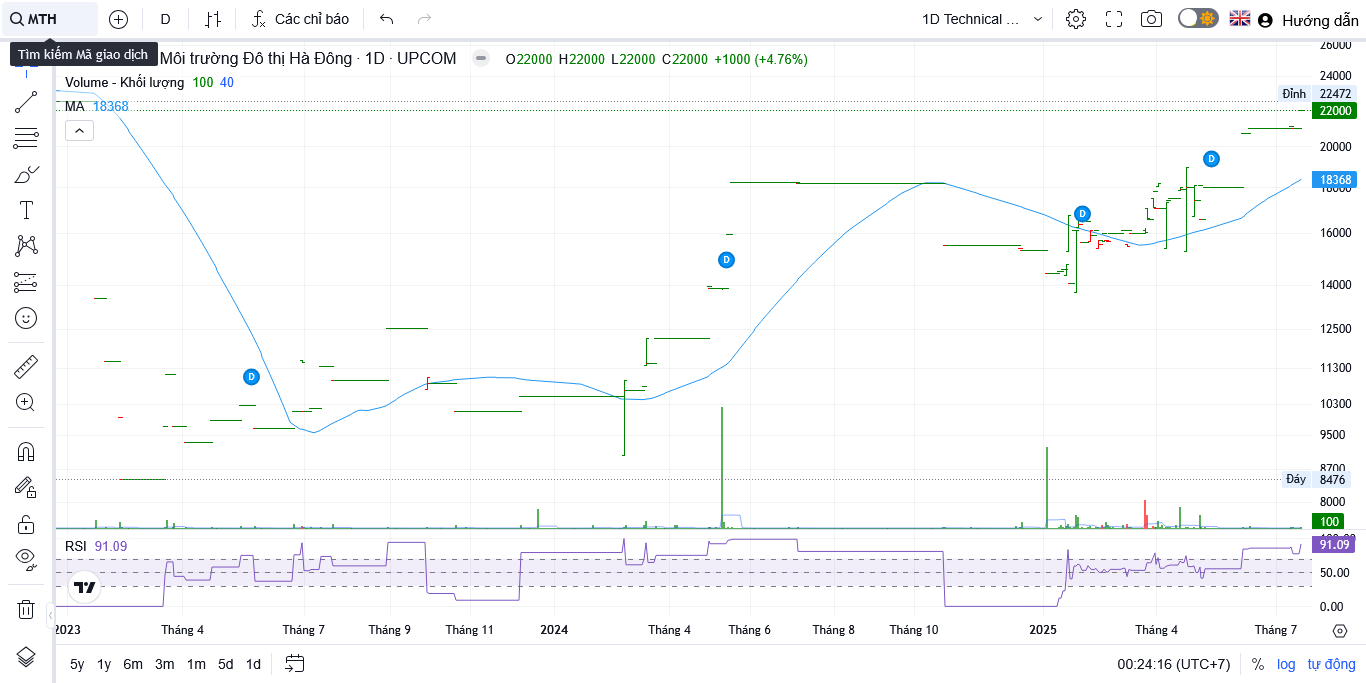 MTH
D
Các chỉ báo
1D Technical ...
Hướng dẫn
Tìm kiếm Mã giao dịch
Môi trường Đô thị Hà Đông · 1D · UPCOM
O22000 H22000 L22000 C22000 +1000 (+4.76%)
Volume - Khối lượng 100 40
MA 18368
26000
24000
Đỉnh 22472
22000
20000
18368
18000
16000
14000
12500
11300
10300
9500
8700
Đáy 8476
8000
100
D
D
D
D
RSI 91.09
100.00
91.09
50.00
0.00
2023 Tháng 4 Tháng 7 Tháng 9 Tháng 11 2024 Tháng 4 Tháng 6 Tháng 8 Tháng 10 2025 Tháng 4 Tháng 7
5y 1y 6m 3m 1m 5d 1d
00:24:16 (UTC+7) % log tự động